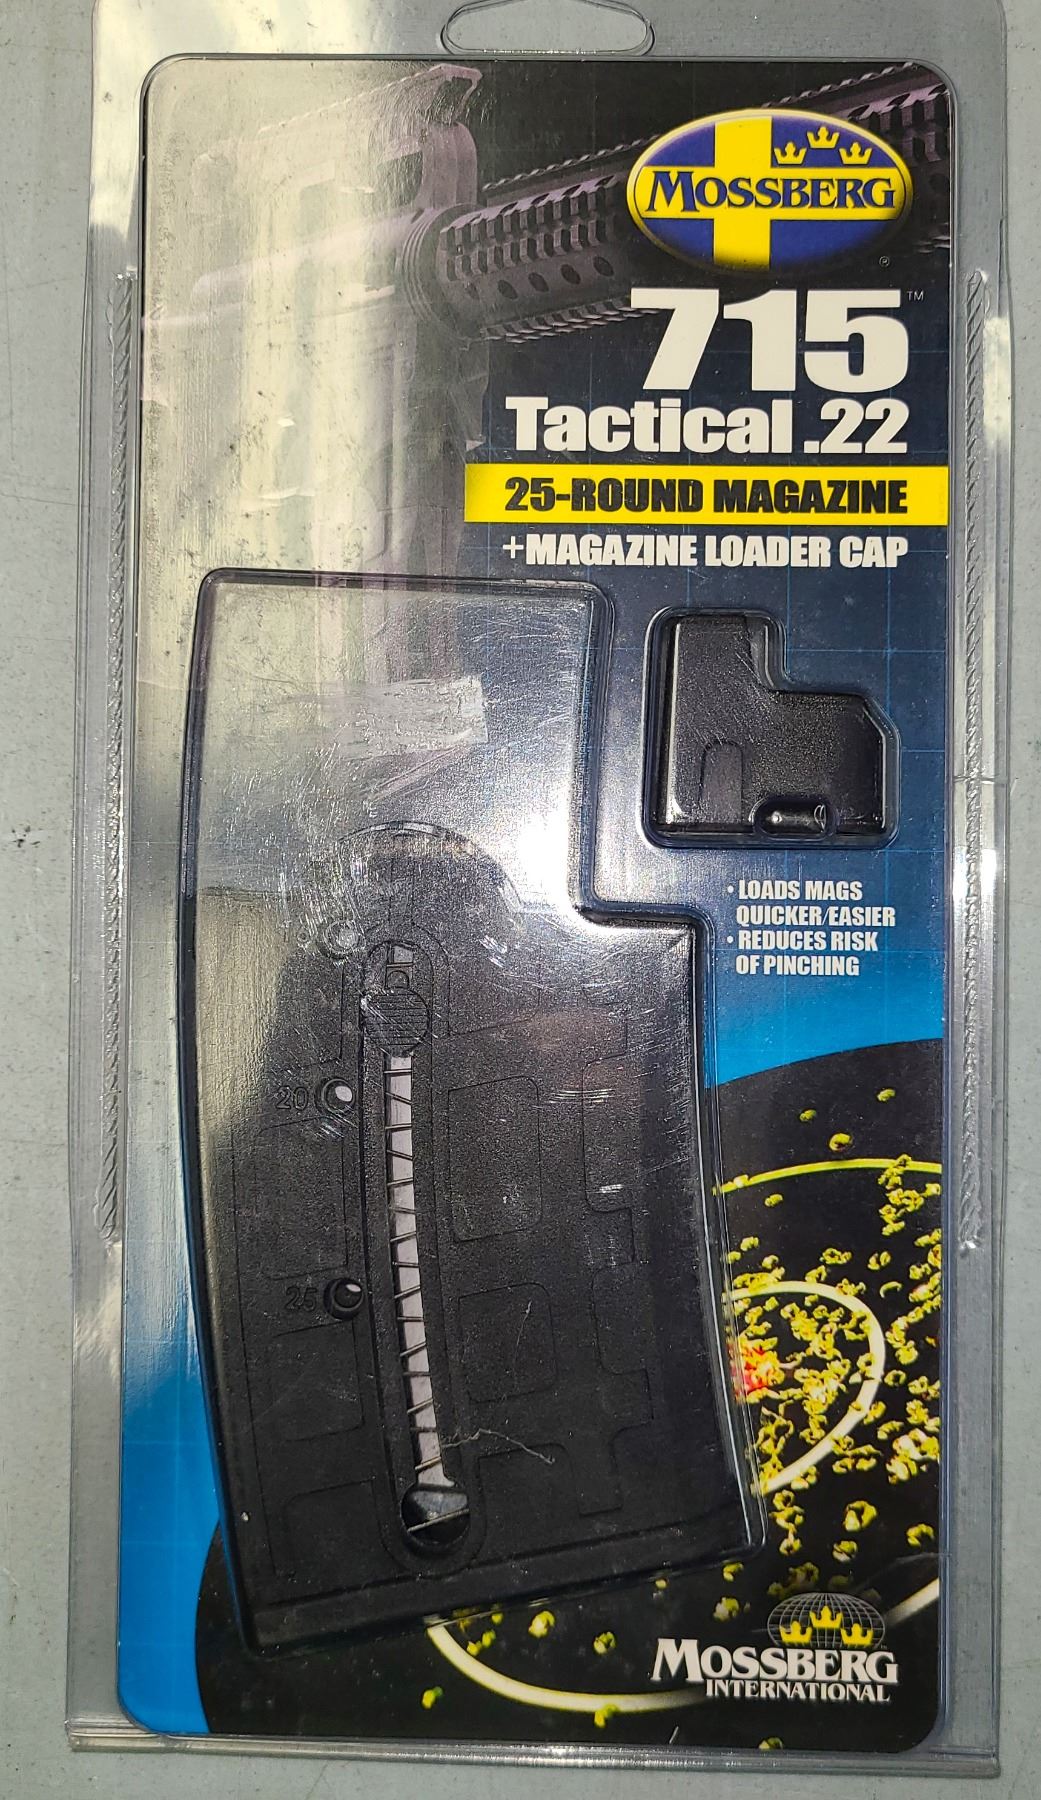 MOSSBERG
®
715™
Tactical .22
25-ROUND MAGAZINE
+MAGAZINE LOADER CAP
• LOADS MAGS
QUICKER/EASIER
• REDUCES RISK
OF PINCHING
20
25
MOSSBERG
INTERNATIONAL